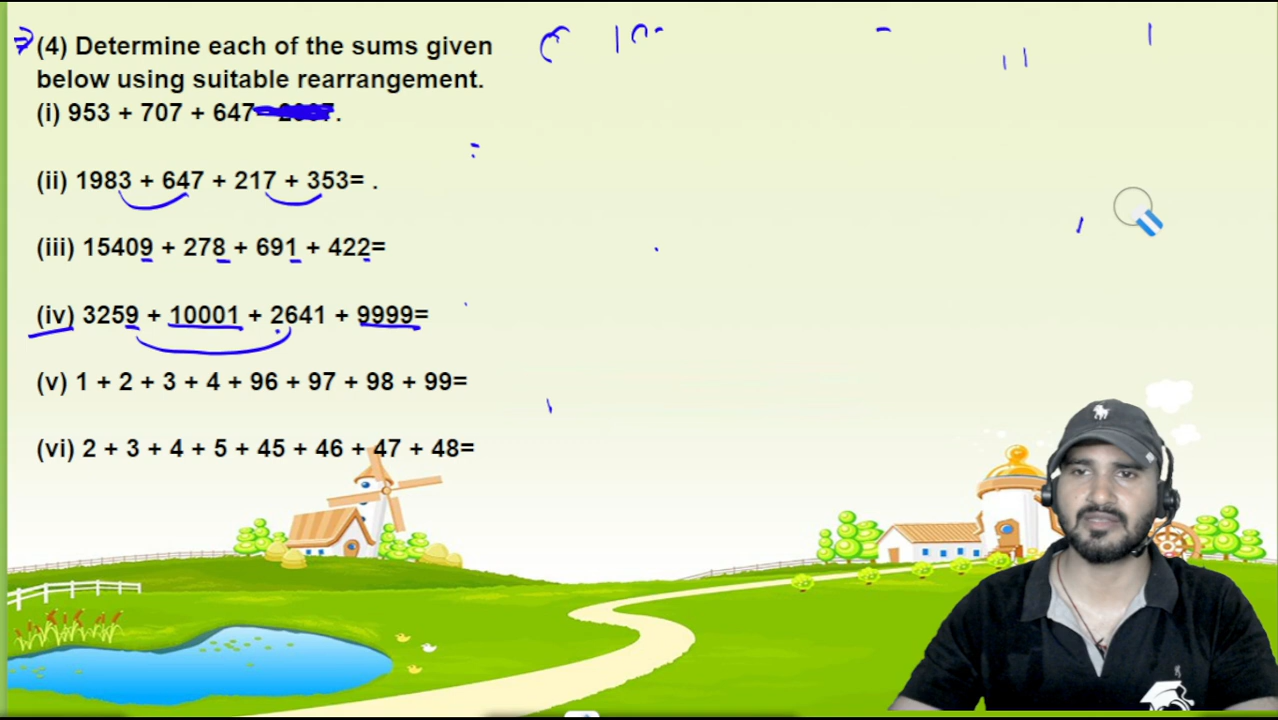 (4) Determine each of the sums given
below using suitable rearrangement.
(i) 953 + 707 + 647 .
(ii) 1983 + 647 + 217 + 353= .
(iii) 15409 + 278 + 691 + 422=
(iv) 3259 + 10001 + 2641 + 9999=
(v) 1 + 2 + 3 + 4 + 96 + 97 + 98 + 99=
(vi) 2 + 3 + 4 + 5 + 45 + 46 + 47 + 48=